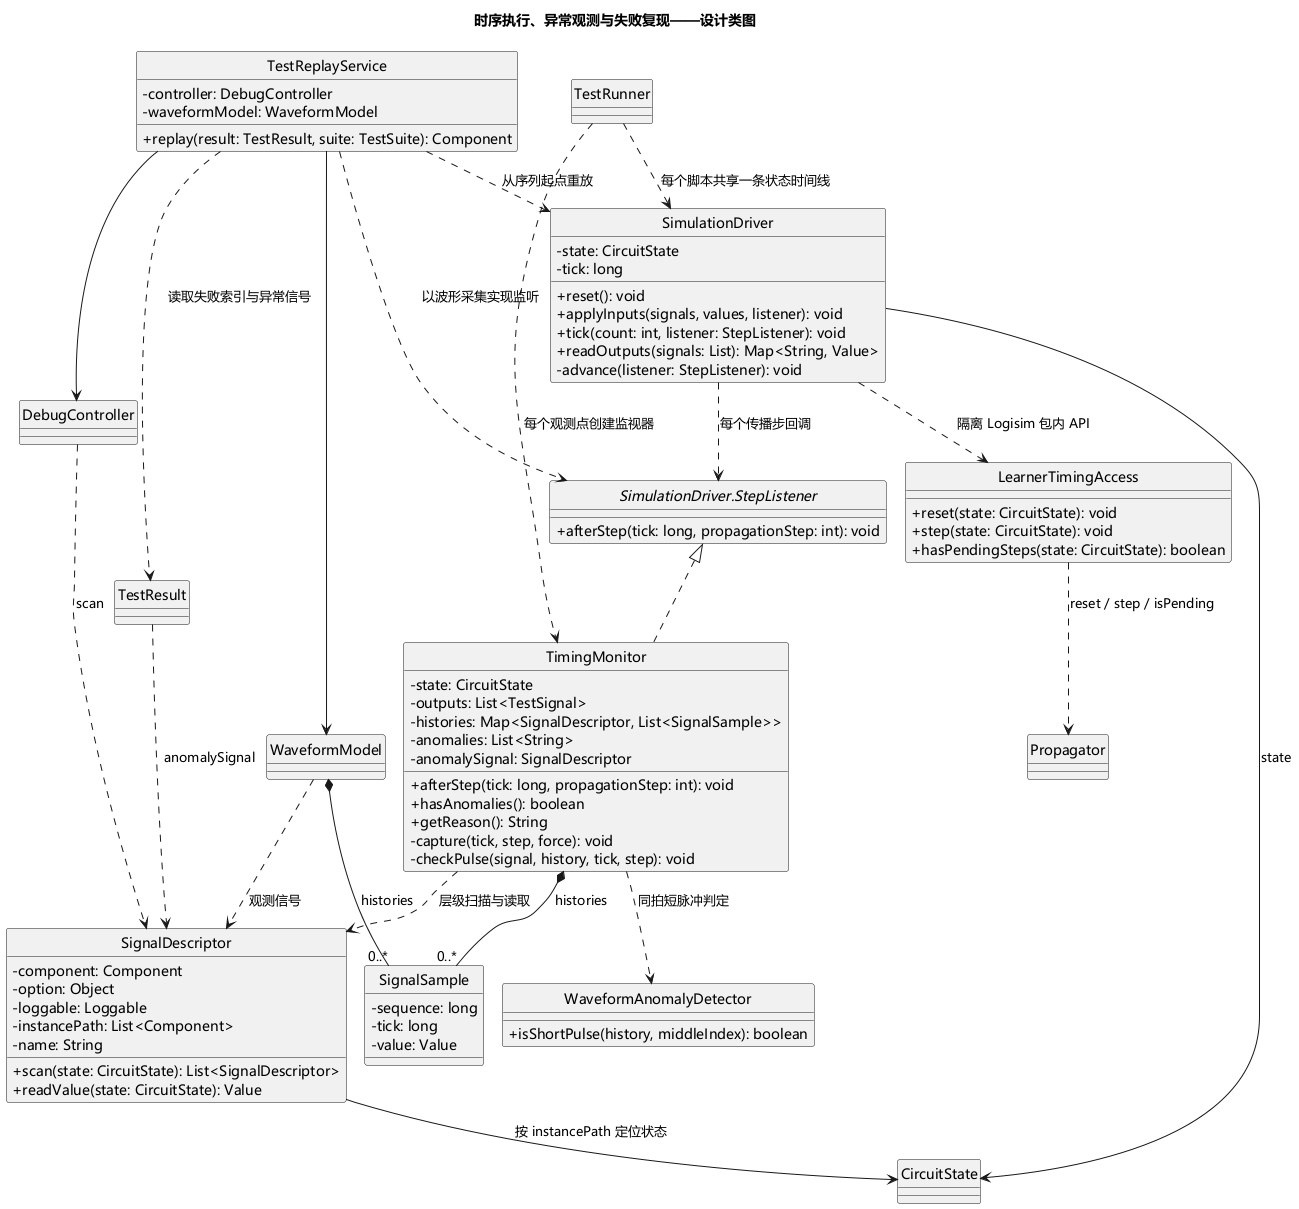 时序执行、异常观测与失败复现——设计类图
TestReplayService
-controller: DebugController
-waveformModel: WaveformModel
+replay(result: TestResult, suite: TestSuite): Component
TestRunner
从序列起点重放
每个脚本共享一条状态时间线
SimulationDriver
-state: CircuitState
-tick: long
+reset(): void
+applyInputs(signals, values, listener): void
+tick(count: int, listener: StepListener): void
+readOutputs(signals: List): Map<String, Value>
-advance(listener: StepListener): void
读取失败索引与异常信号
以波形采集实现监听
DebugController
每个观测点创建监视器
每个传播步回调
隔离 Logisim 包内 API
SimulationDriver.StepListener
+afterStep(tick: long, propagationStep: int): void
LearnerTimingAccess
+reset(state: CircuitState): void
+step(state: CircuitState): void
+hasPendingSteps(state: CircuitState): boolean
scan
TestResult
reset / step / isPending
TimingMonitor
-state: CircuitState
-outputs: List<TestSignal>
-histories: Map<SignalDescriptor, List<SignalSample>>
-anomalies: List<String>
-anomalySignal: SignalDescriptor
+afterStep(tick: long, propagationStep: int): void
+hasAnomalies(): boolean
+getReason(): String
-capture(tick, step, force): void
-checkPulse(signal, history, tick, step): void
anomalySignal
WaveformModel
Propagator
state
观测信号
histories
层级扫描与读取
histories
同拍短脉冲判定
SignalDescriptor
-component: Component
-option: Object
-loggable: Loggable
-instancePath: List<Component>
-name: String
+scan(state: CircuitState): List<SignalDescriptor>
+readValue(state: CircuitState): Value
0..*
0..*
SignalSample
-sequence: long
-tick: long
-value: Value
WaveformAnomalyDetector
+isShortPulse(history, middleIndex): boolean
按 instancePath 定位状态
CircuitState